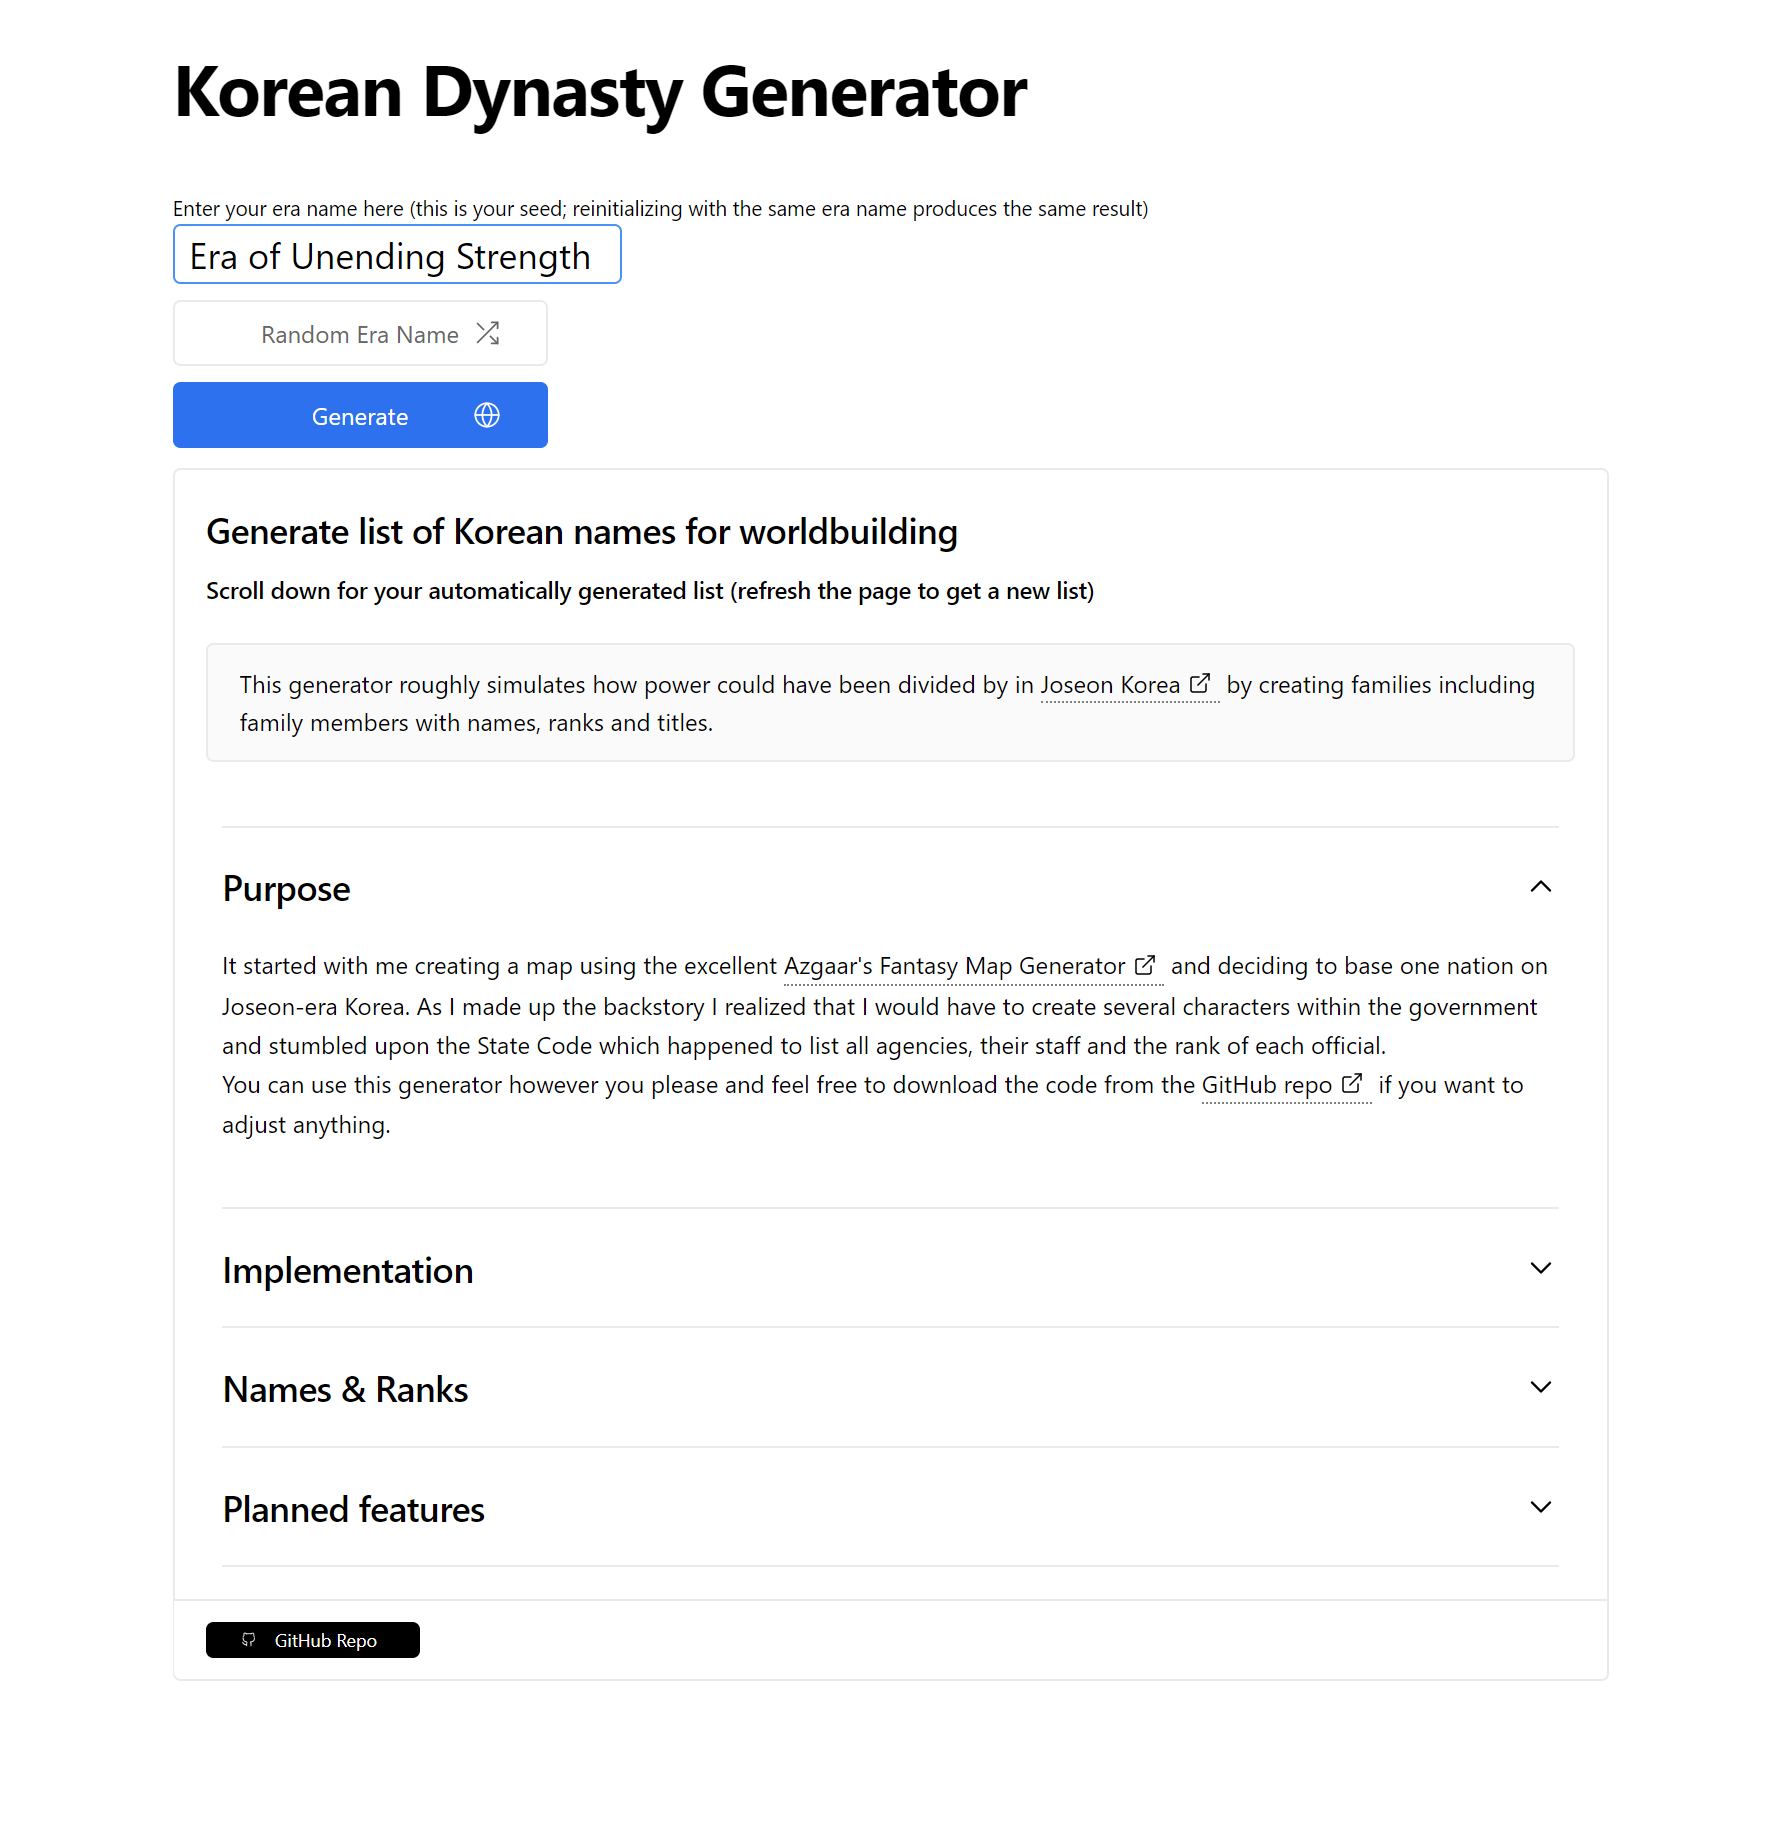 Korean Dynasty Generator
Enter your era name here (this is your seed; reinitializing with the same era name produces the same result)
Era of Unending Strength
Random Era Name
Generate
Generate list of Korean names for worldbuilding
Scroll down for your automatically generated list (refresh the page to get a new list)
This generator roughly simulates how power could have been divided by in Joseon Korea by creating families including
family members with names, ranks and titles.
Purpose
It started with me creating a map using the excellent Azgaar's Fantasy Map Generator and deciding to base one nation on
Joseon-era Korea. As I made up the backstory I realized that I would have to create several characters within the government
and stumbled upon the State Code which happened to list all agencies, their staff and the rank of each official.
You can use this generator however you please and feel free to download the code from the GitHub repo if you want to
adjust anything.
Implementation
Names & Ranks
Planned features
GitHub Repo